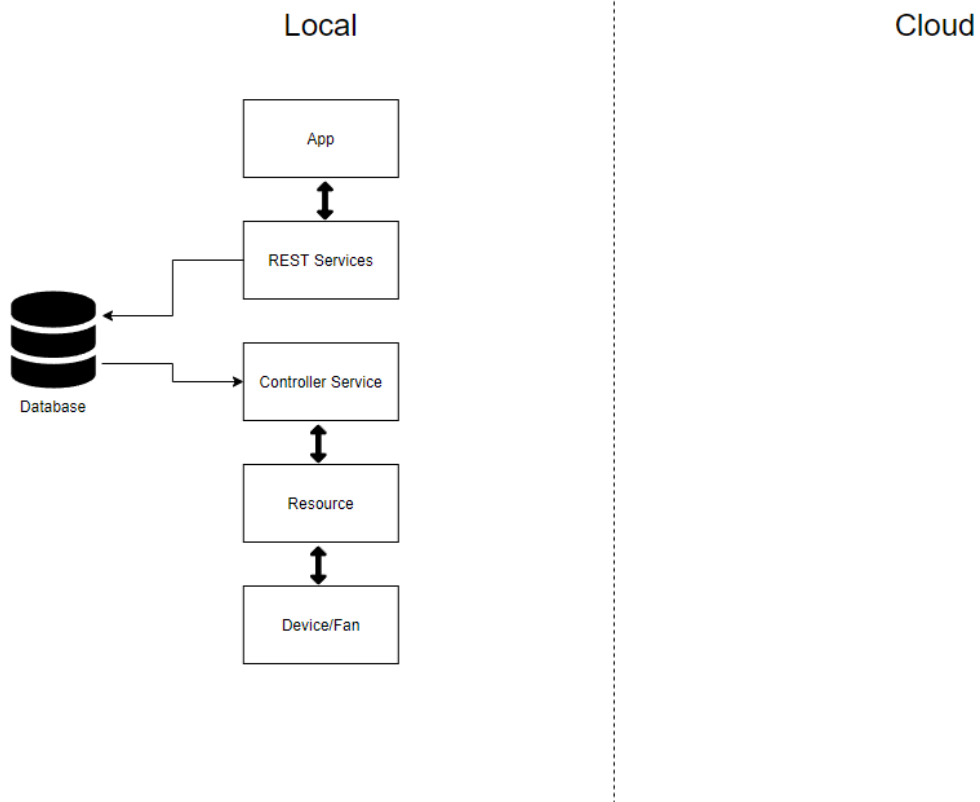 Local
Cloud
App
REST Services
Database
Controller Service
Resource
Device/Fan